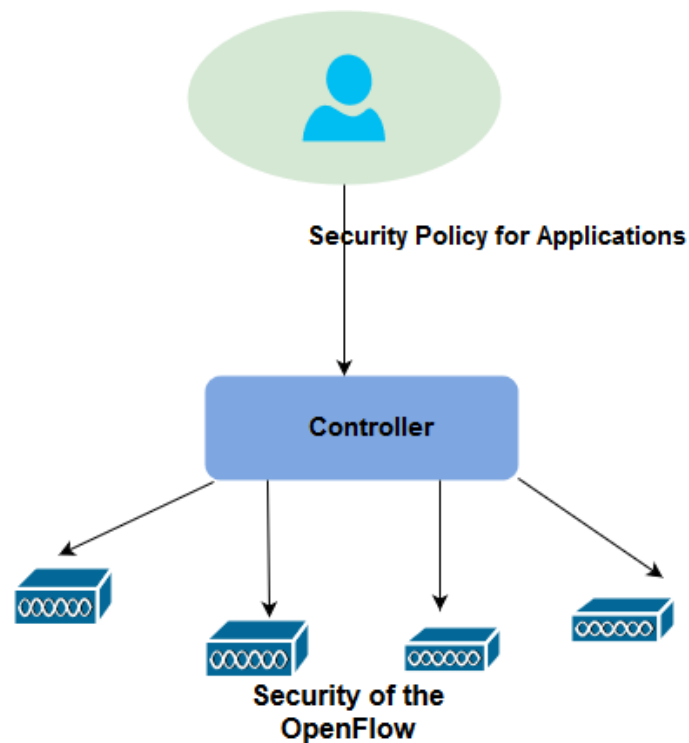 Security Policy for Applications
Controller
Security of the
OpenFlow